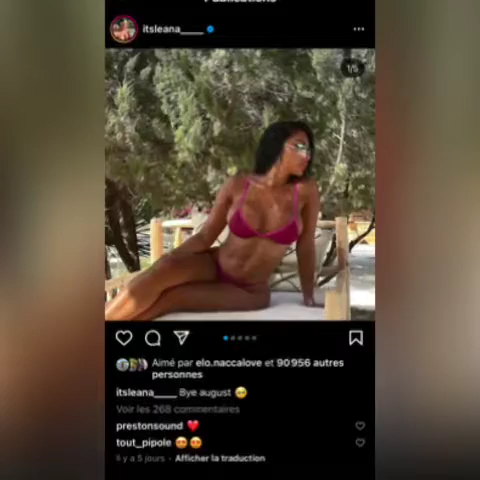 Publications
itsleana____
1/5
Aimé par elo.naccalove et 90 956 autres
personnes
itsleana____ Bye august 🥺
Voir les 268 commentaires
prestonsound ❤️
tout_pipole 😍😍
Il y a 5 jours · Afficher la traduction